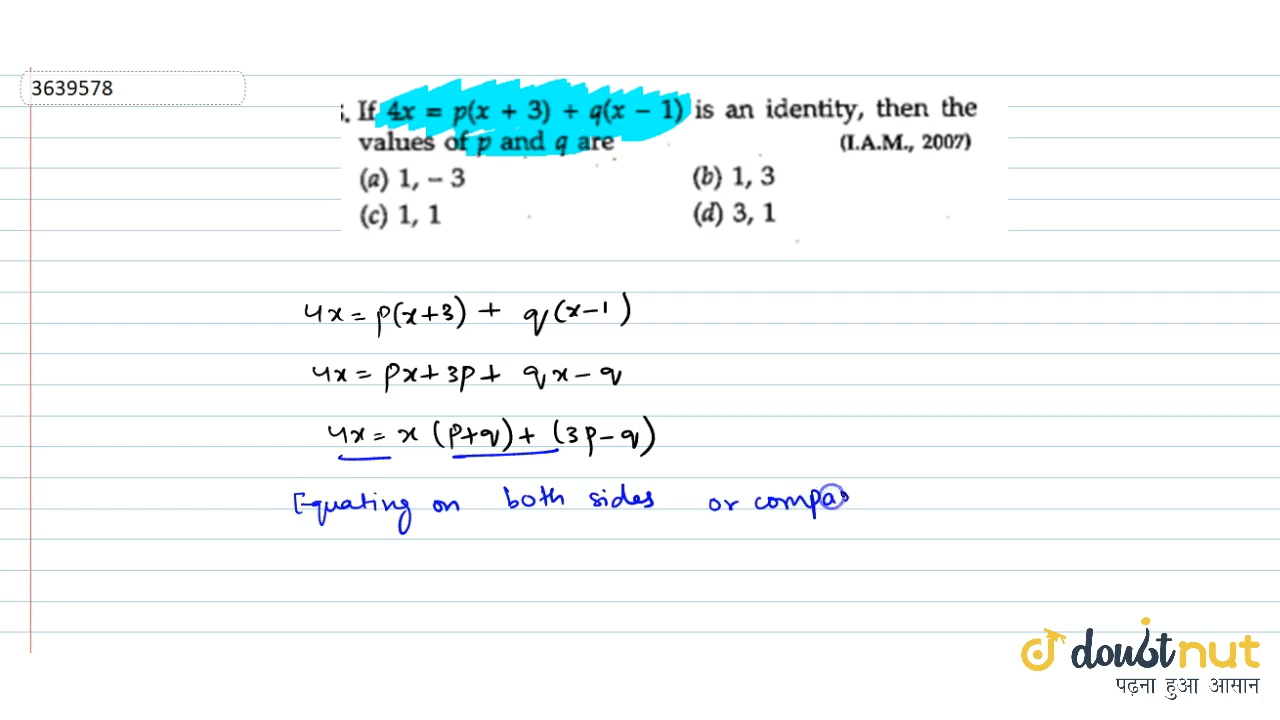 3639578
. If 4x = p(x + 3) + q(x − 1) is an identity, then the
values of p and q are (I.A.M., 2007)
(a) 1, − 3 (b) 1, 3
(c) 1, 1 (d) 3, 1
4x = p(x+3) + q(x-1)
4x = px+3p+ qx-q
4x = x (p+q)+(3p-q)
Equating on both sides or compa
doubtnut
पढ़ना हुआ आसान